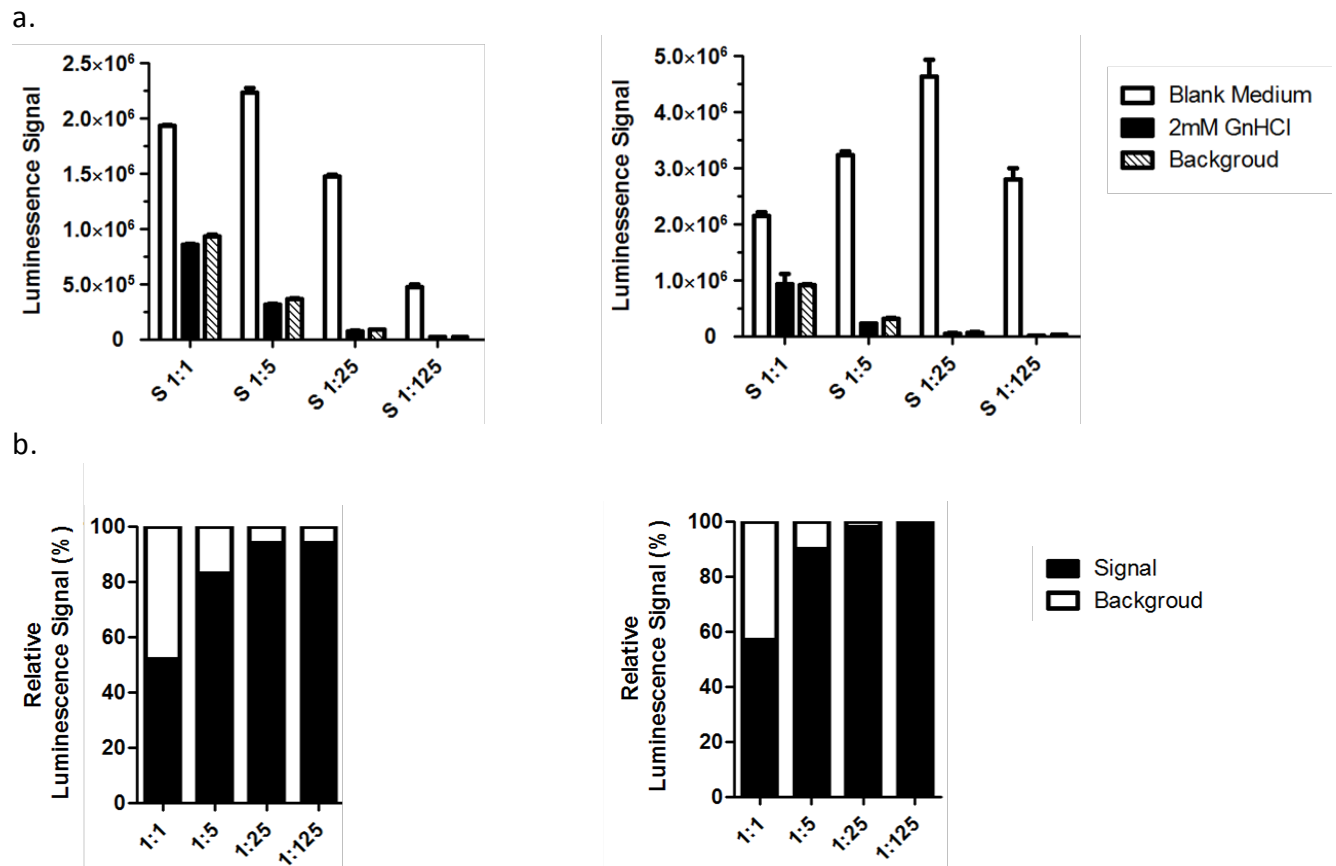 a.
Luminessence Signal
2.5×10⁶
2.0×10⁶
1.5×10⁶
1.0×10⁶
5.0×10⁵
0
S 1:1
S 1:5
S 1:25
S 1:125
Luminessence Signal
5.0×10⁶
4.0×10⁶
3.0×10⁶
2.0×10⁶
1.0×10⁶
0
S 1:1
S 1:5
S 1:25
S 1:125
Blank Medium
2mM GnHCl
Backgroud
b.
Relative
Luminescence Signal (%)
100
80
60
40
20
0
1:1
1:5
1:25
1:125
Relative
Luminescence Signal (%)
100
80
60
40
20
0
1:1
1:5
1:25
1:125
Signal
Backgroud